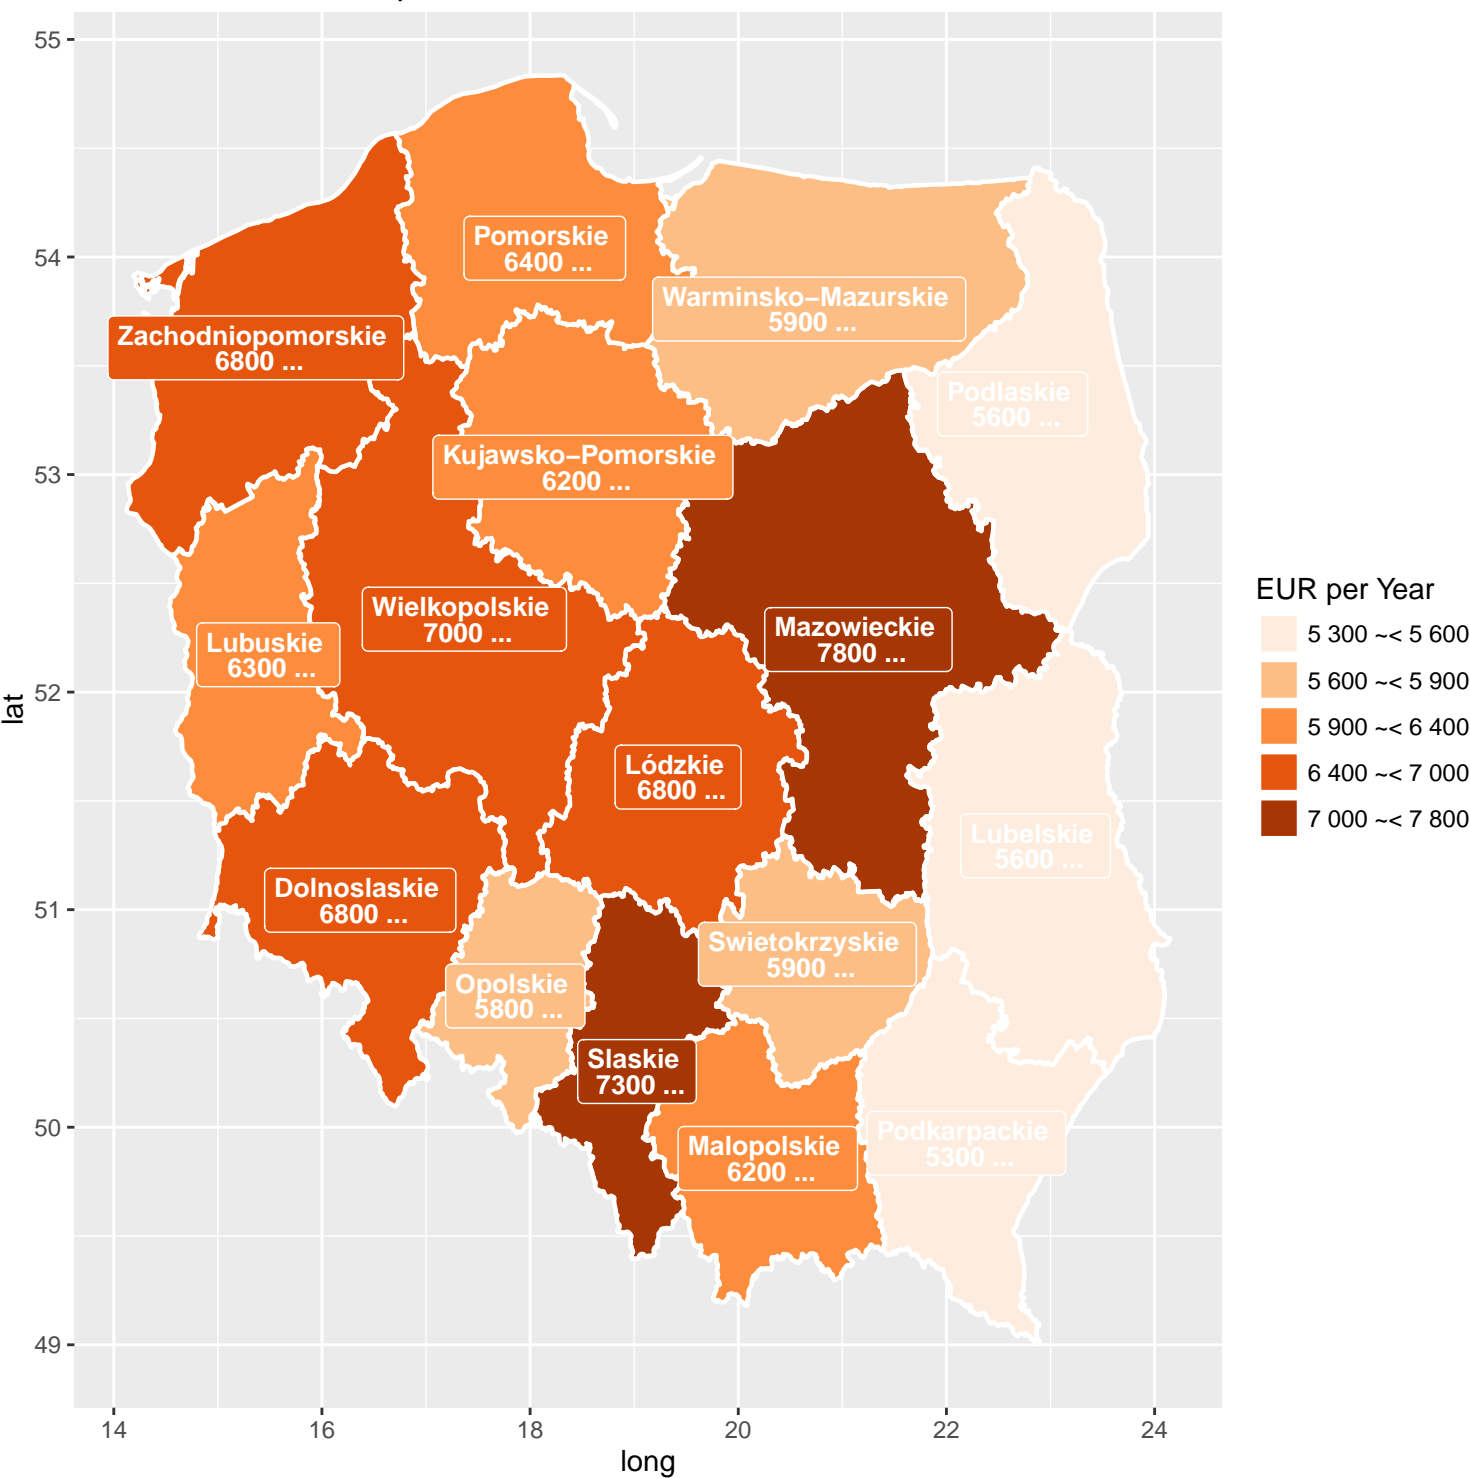 55
54
53
52
51
50
49
lat
Pomorskie
6400 ...
Warminsko−Mazurskie
5900 ...
Zachodniopomorskie
6800 ...
Podlaskie
5600 ...
Kujawsko−Pomorskie
6200 ...
Wielkopolskie
7000 ...
Mazowieckie
7800 ...
Lubuskie
6300 ...
Lódzkie
6800 ...
Lubelskie
5600 ...
Dolnoslaskie
6800 ...
Swietokrzyskie
5900 ...
Opolskie
5800 ...
Slaskie
7300 ...
Podkarpackie
5300 ...
Malopolskie
6200 ...
14 16 18 20 22 24
long
EUR per Year
5 300 ~< 5 600
5 600 ~< 5 900
5 900 ~< 6 400
6 400 ~< 7 000
7 000 ~< 7 800